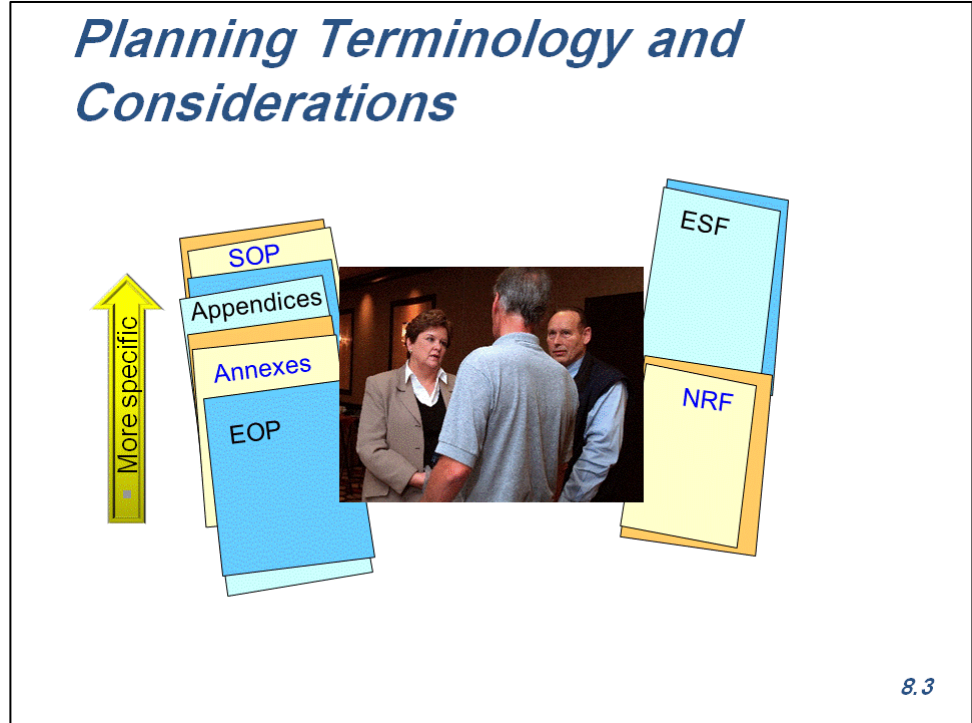 Planning Terminology and
Considerations
SOP
Appendices
Annexes
EOP
More specific
ESF
NRF
8.3